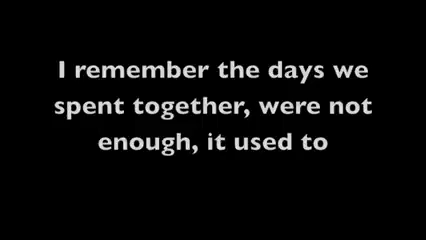 I remember the days we
spent together, were not
enough, it used to